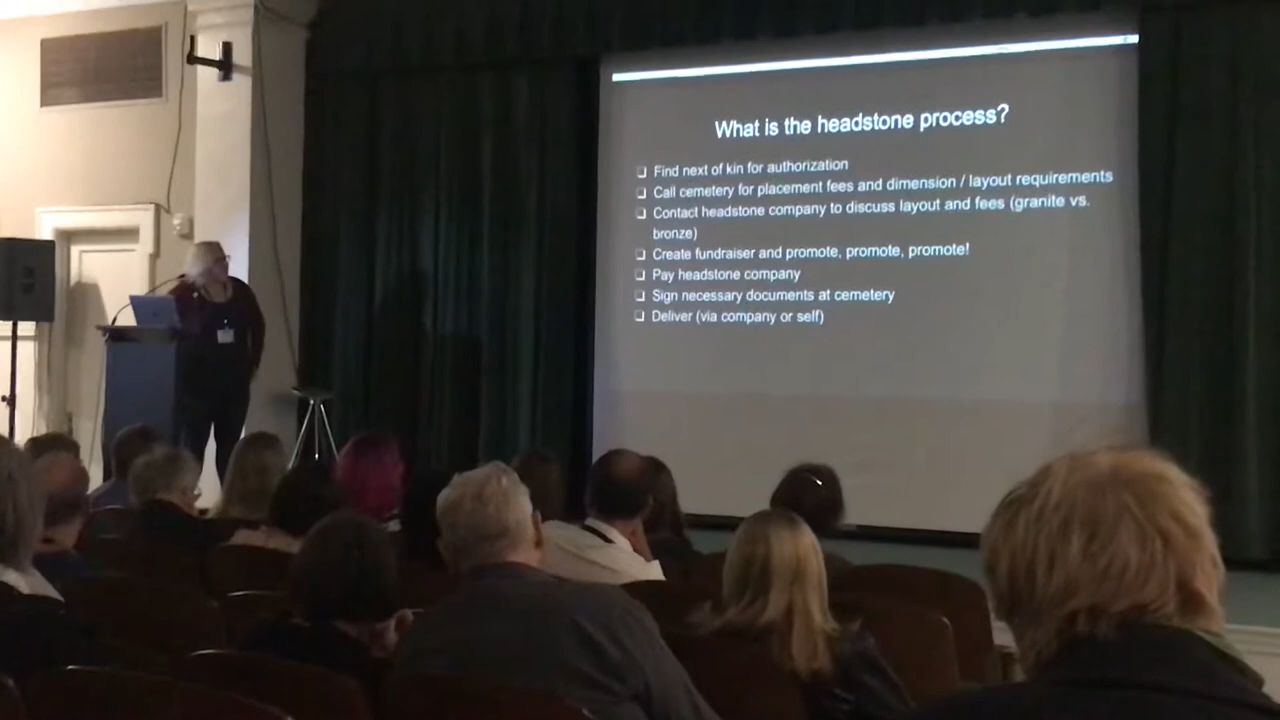 What is the headstone process?
❑ Find next of kin for authorization
❑ Call cemetery for placement fees and dimension / layout requirements
❑ Contact headstone company to discuss layout and fees (granite vs.
bronze)
❑ Create fundraiser and promote, promote, promote!
❑ Pay headstone company
❑ Sign necessary documents at cemetery
❑ Deliver (via company or self)